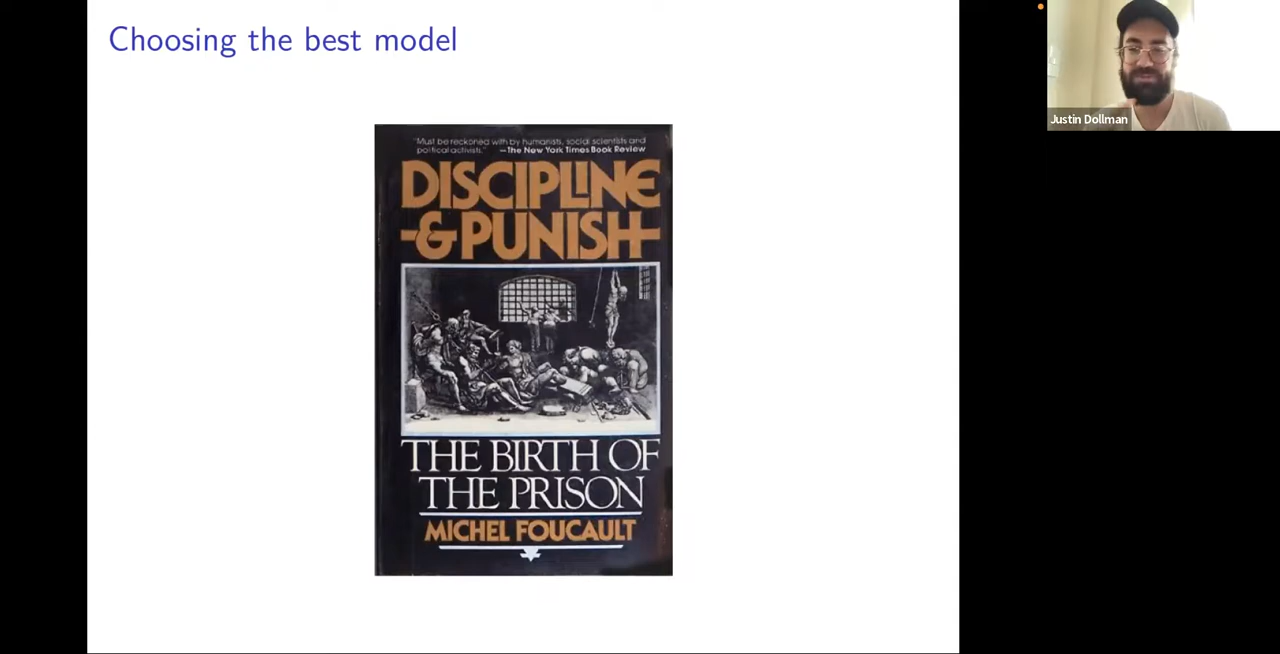 Choosing the best model
"Must be reckoned with by humanists, social scientists and
political activists." —The New York Times Book Review
DISCIPLINE
& PUNISH
THE BIRTH OF
THE PRISON
MICHEL FOUCAULT
Justin Dollman